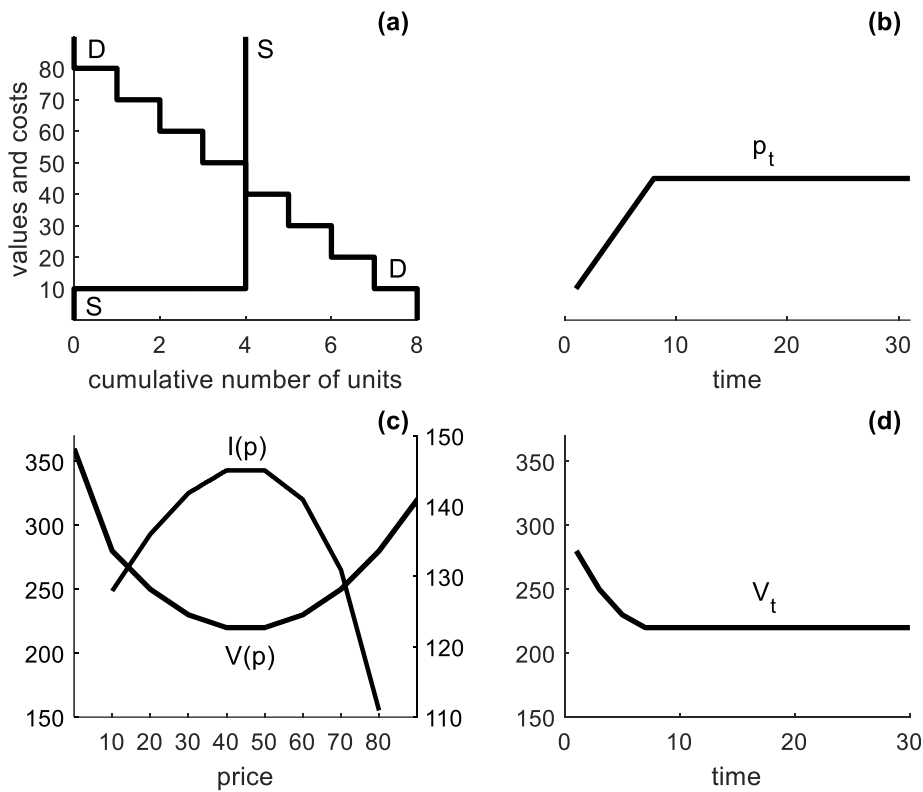 (a)
D
S
80
70
60
50
40
30
20
10
values and costs
D
S
0 2 4 6 8
cumulative number of units
(b)
p_t
0 10 20 30
time
(c)
350
300
250
200
150
I(p)
V(p)
150
140
130
120
110
10 20 30 40 50 60 70 80
price
(d)
350
300
250
200
150
V_t
0 10 20 30
time